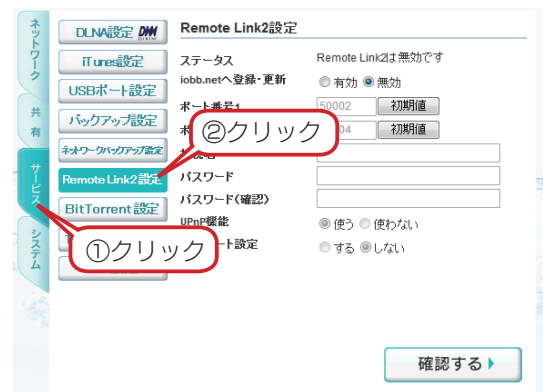 ネットワーク
共有
サービス
システム
DLNA設定 DLNA
iTunes設定
USBポート設定
バックアップ設定
ネットワークバックアップ設定
Remote Link2設定
BitTorrent設定
①クリック
②クリック
Remote Link2設定
ステータス Remote Link2は無効です
iobb.netへ登録・更新 有効 無効
ポート番号1 50002 初期値
04 初期値
パスワード
パスワード(確認)
UPnP機能 使う 使わない
ート設定 する しない
確認する